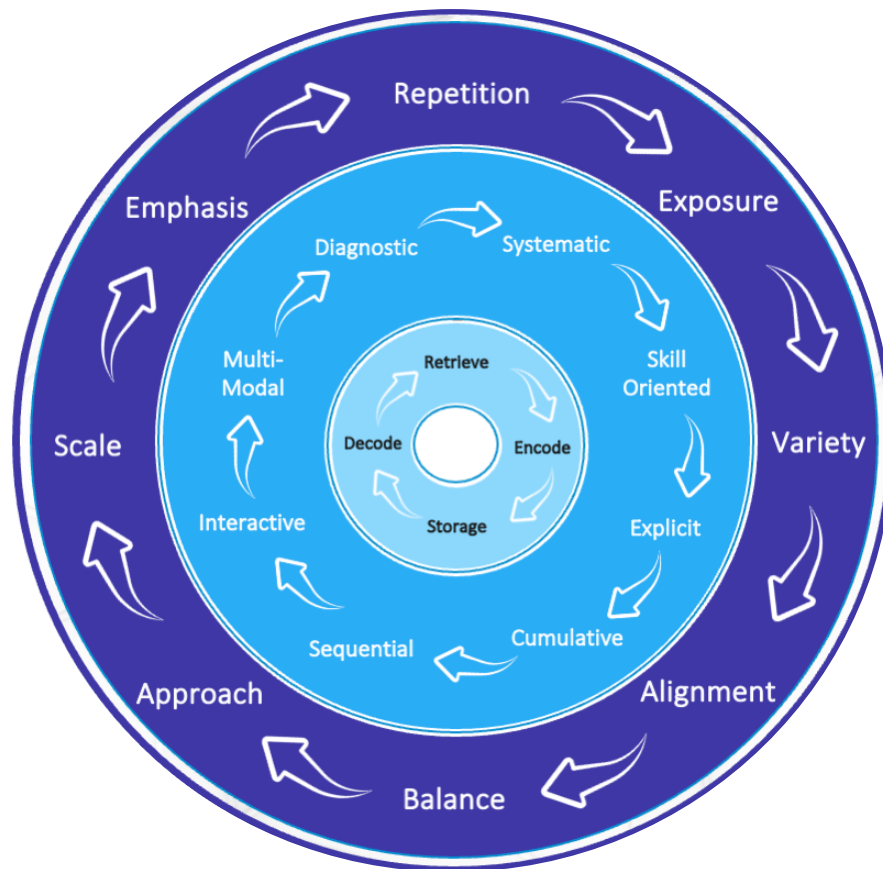 Repetition
Exposure
Variety
Alignment
Balance
Approach
Scale
Emphasis
Diagnostic
Systematic
Skill
Oriented
Explicit
Cumulative
Sequential
Interactive
Multi-
Modal
Retrieve
Encode
Storage
Decode